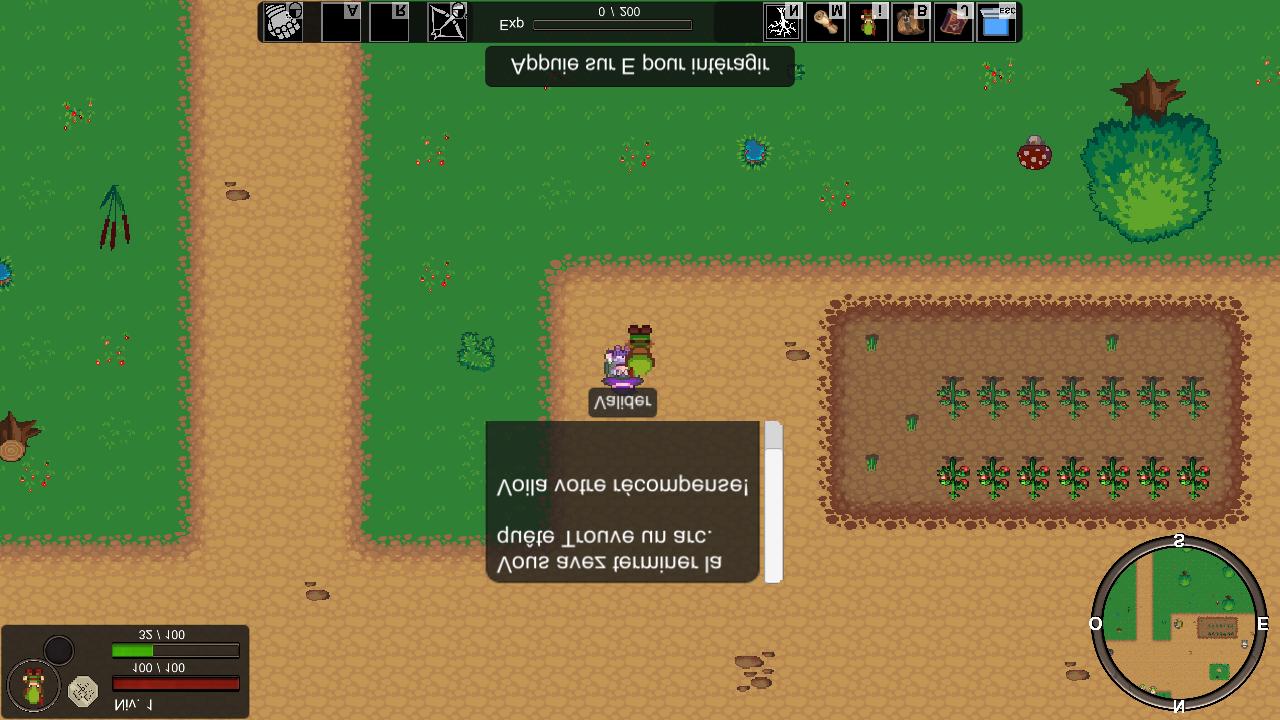 Niv. 1
100 / 100
32 / 100
N
O
E
S
Vous avez terminer la
quête Trouve un arc.
Voila votre récompense!
Valider
Appuie sur E pour intéragir
A
R
Exp
0 / 200
N
M
I
B
J
ESC